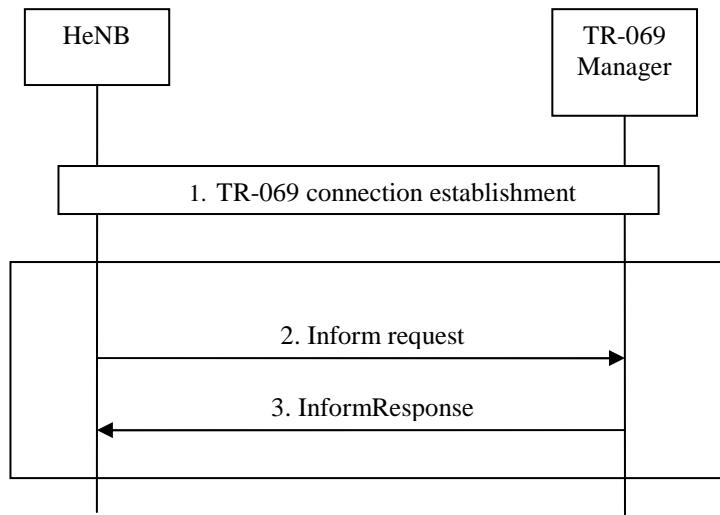 HeNB
TR-069
Manager
1. TR-069 connection establishment
2. Inform request
3. InformResponse